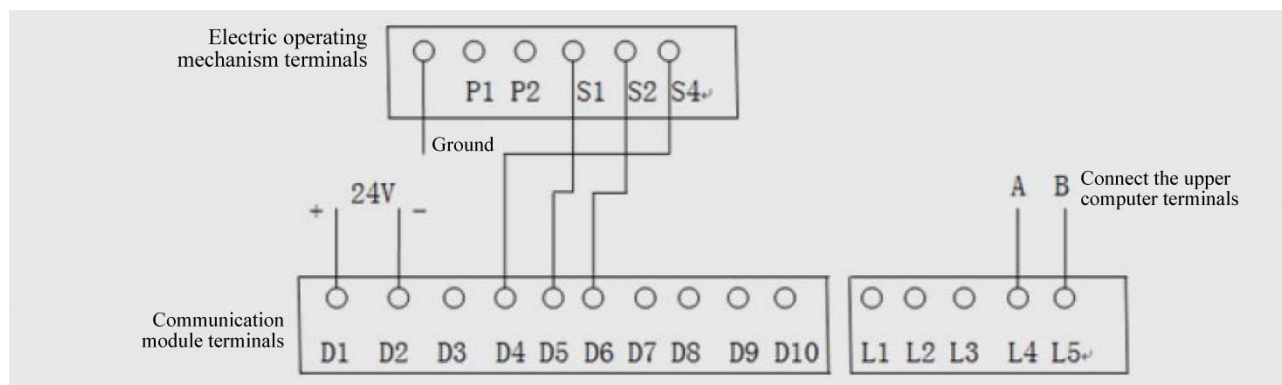 Electric operating
mechanism terminals
P1 P2 S1 S2 S4↵
Ground
+ 24V −
A B
Connect the upper
computer terminals
Communication
module terminals
D1 D2 D3 D4 D5 D6 D7 D8 D9 D10
L1 L2 L3 L4 L5↵